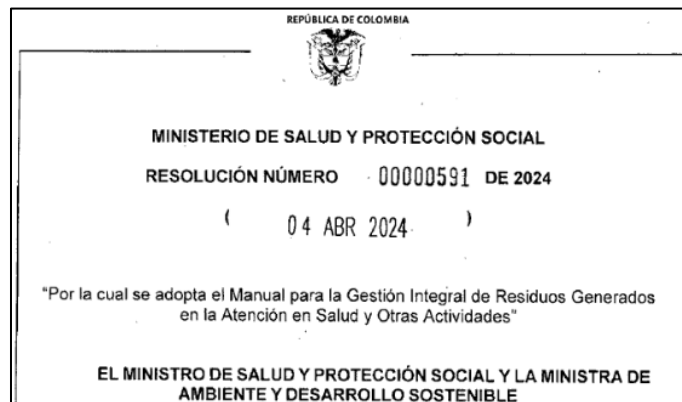 REPÚBLICA DE COLOMBIA
MINISTERIO DE SALUD Y PROTECCIÓN SOCIAL
RESOLUCIÓN NÚMERO 00000591 DE 2024
( 04 ABR 2024 )
"Por la cual se adopta el Manual para la Gestión Integral de Residuos Generados
en la Atención en Salud y Otras Actividades"
EL MINISTRO DE SALUD Y PROTECCIÓN SOCIAL Y LA MINISTRA DE
AMBIENTE Y DESARROLLO SOSTENIBLE